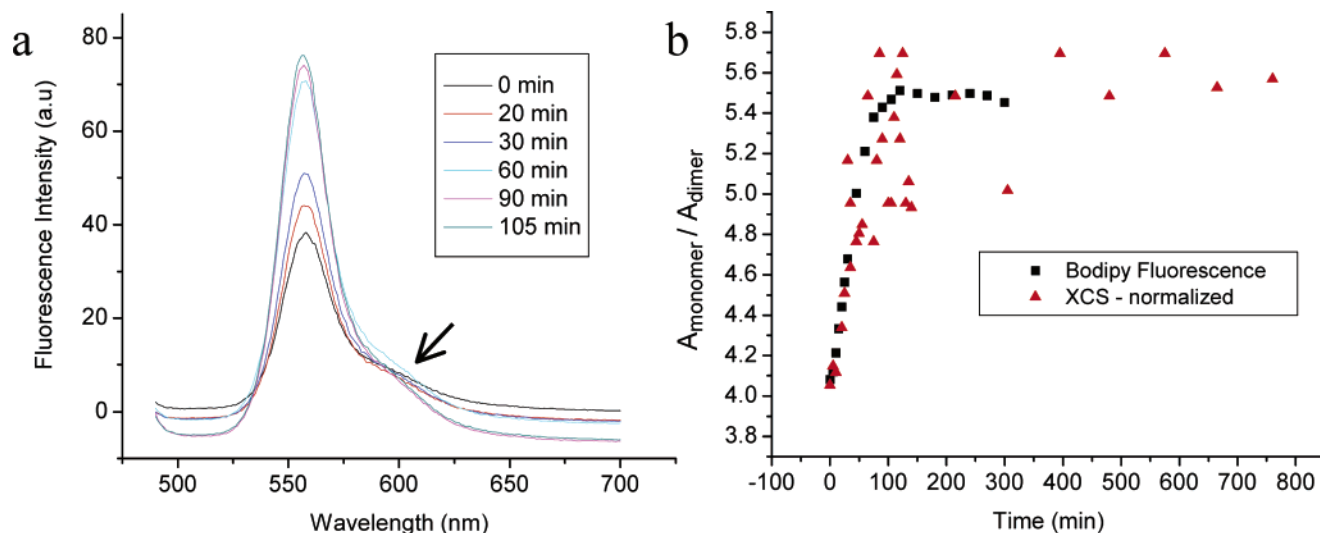 a
Fluorescence Intensity (a.u)
80
60
40
20
0
500
550
600
650
700
Wavelength (nm)
0 min
20 min
30 min
60 min
90 min
105 min
b
Amonomer / Adimer
5.8
5.6
5.4
5.2
5.0
4.8
4.6
4.4
4.2
4.0
3.8
-100
0
100
200
300
400
500
600
700
800
Time (min)
Bodipy Fluorescence
XCS - normalized